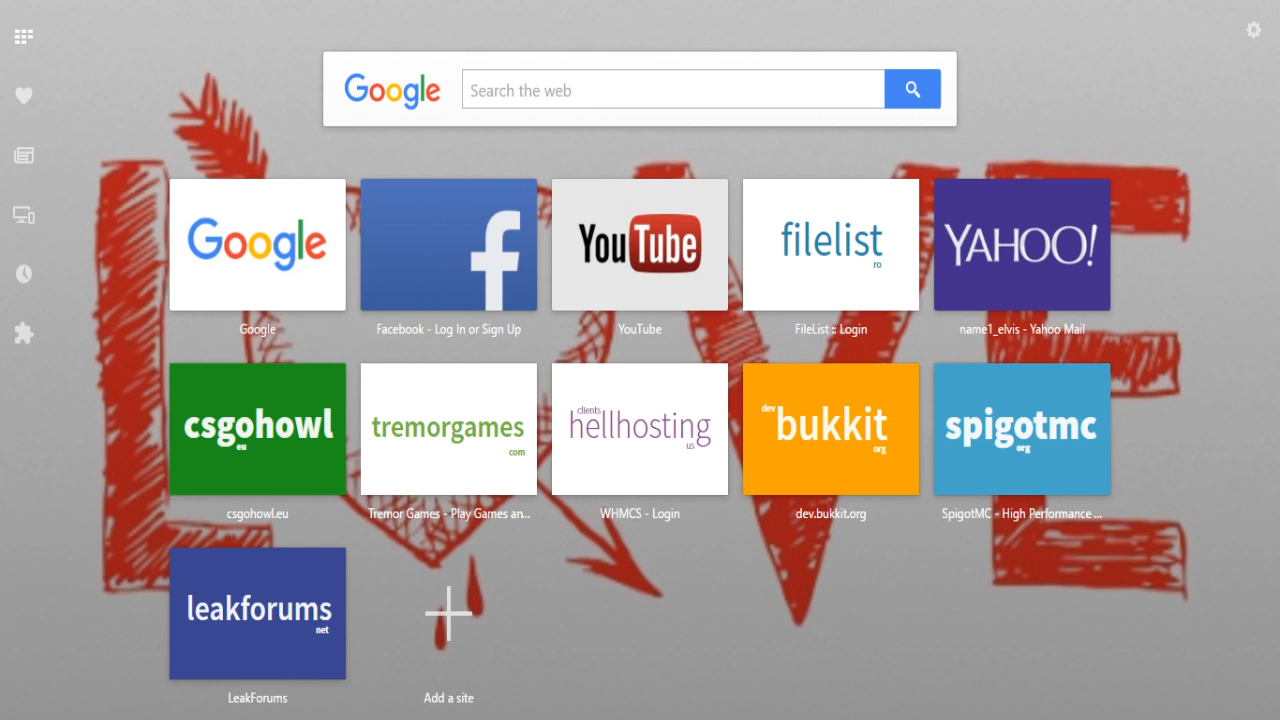 Google
Search the web
Google
f
YouTube
filelist
ro
YAHOO!
Google
Facebook - Log In or Sign Up
YouTube
FileList :: Login
name1_elvis - Yahoo Mail
csgohowl
eu
tremorgames
com
clients
hellhosting
us
dev
bukkit
org
spigotmc
org
csgohowl.eu
Tremor Games - Play Games an...
WHMCS - Login
dev.bukkit.org
SpigotMC - High Performance ...
leakforums
net
LeakForums
Add a site
LOVE